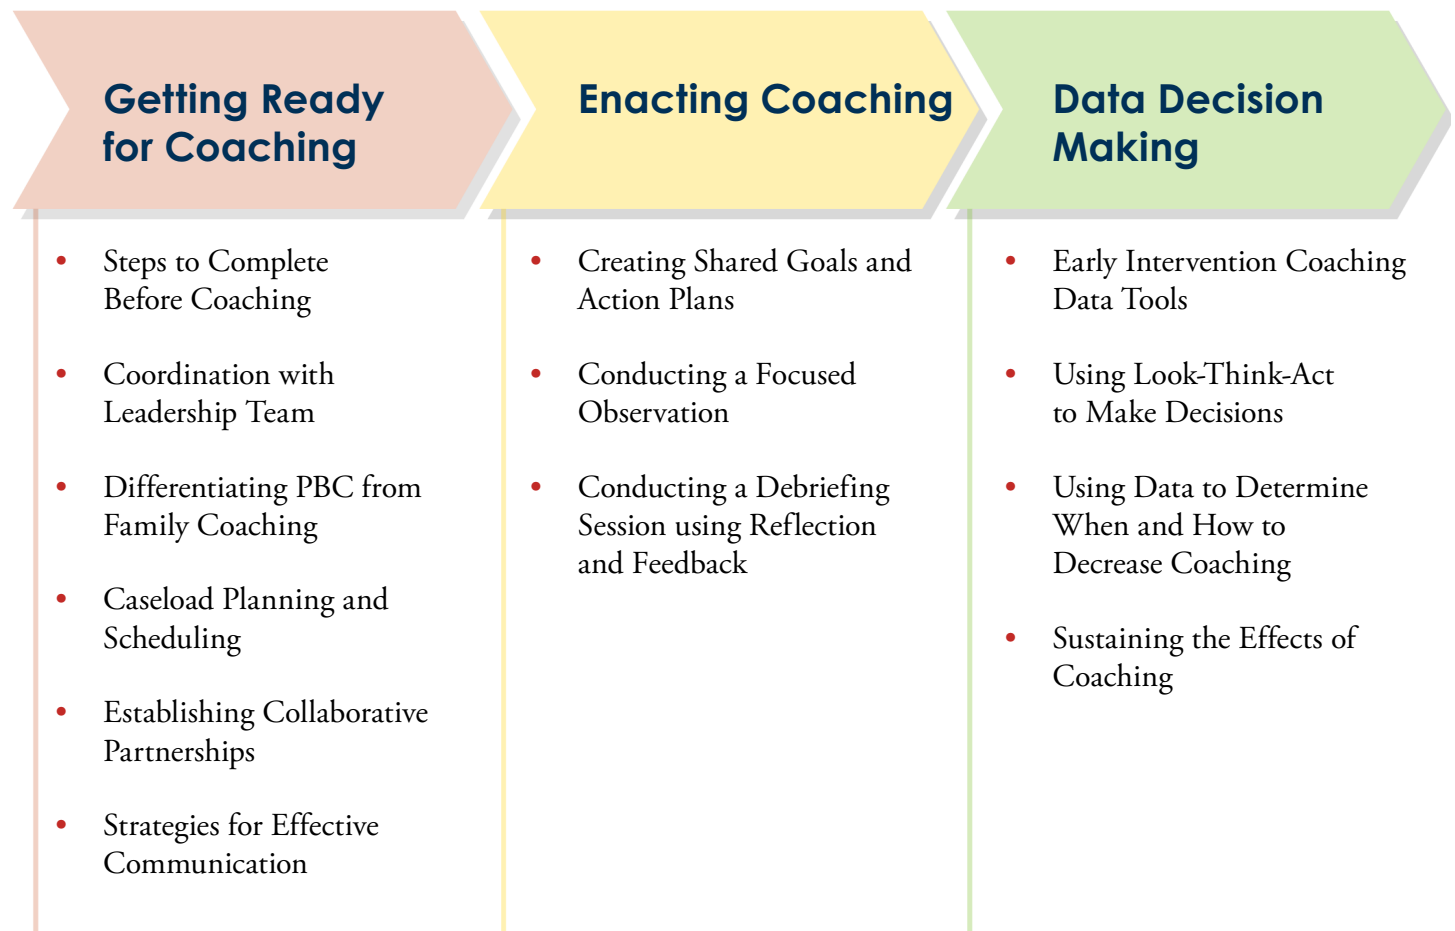 Getting Ready
for Coaching
• Steps to Complete
Before Coaching
• Coordination with
Leadership Team
• Differentiating PBC from
Family Coaching
• Caseload Planning and
Scheduling
• Establishing Collaborative
Partnerships
• Strategies for Effective
Communication
Enacting Coaching
• Creating Shared Goals and
Action Plans
• Conducting a Focused
Observation
• Conducting a Debriefing
Session using Reflection
and Feedback
Data Decision
Making
• Early Intervention Coaching
Data Tools
• Using Look-Think-Act
to Make Decisions
• Using Data to Determine
When and How to
Decrease Coaching
• Sustaining the Effects of
Coaching